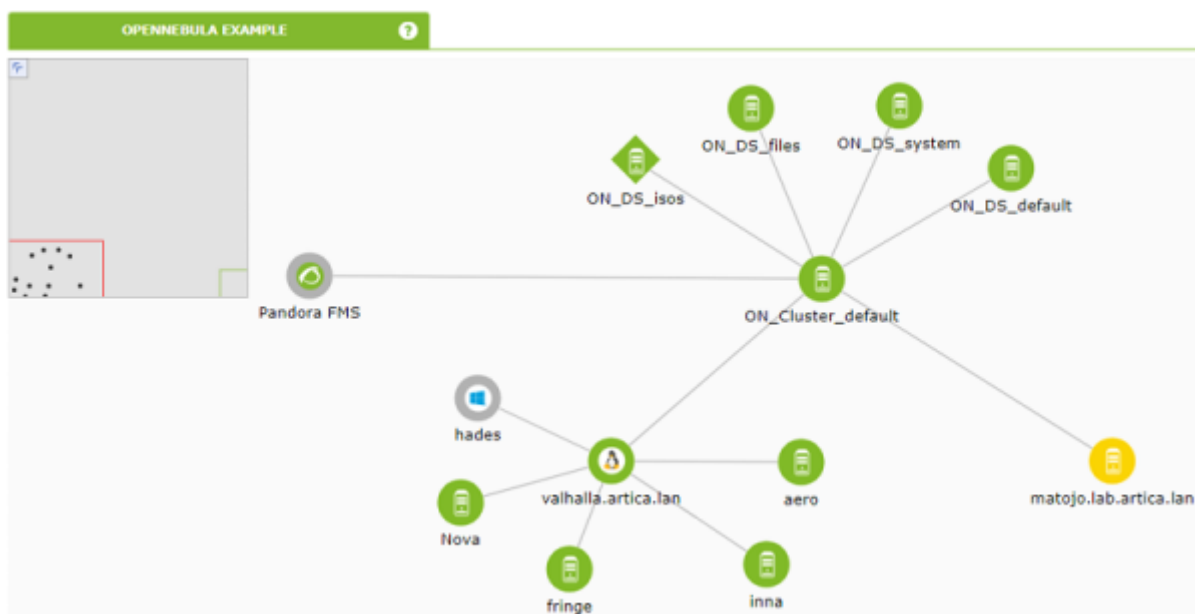 OPENNEBULA EXAMPLE ?
ON_DS_files
ON_DS_system
ON_DS_isos
ON_DS_default
Pandora FMS
ON_Cluster_default
hades
valhalla.artica.lan
aero
matojo.lab.artica.lan
Nova
fringe
inna